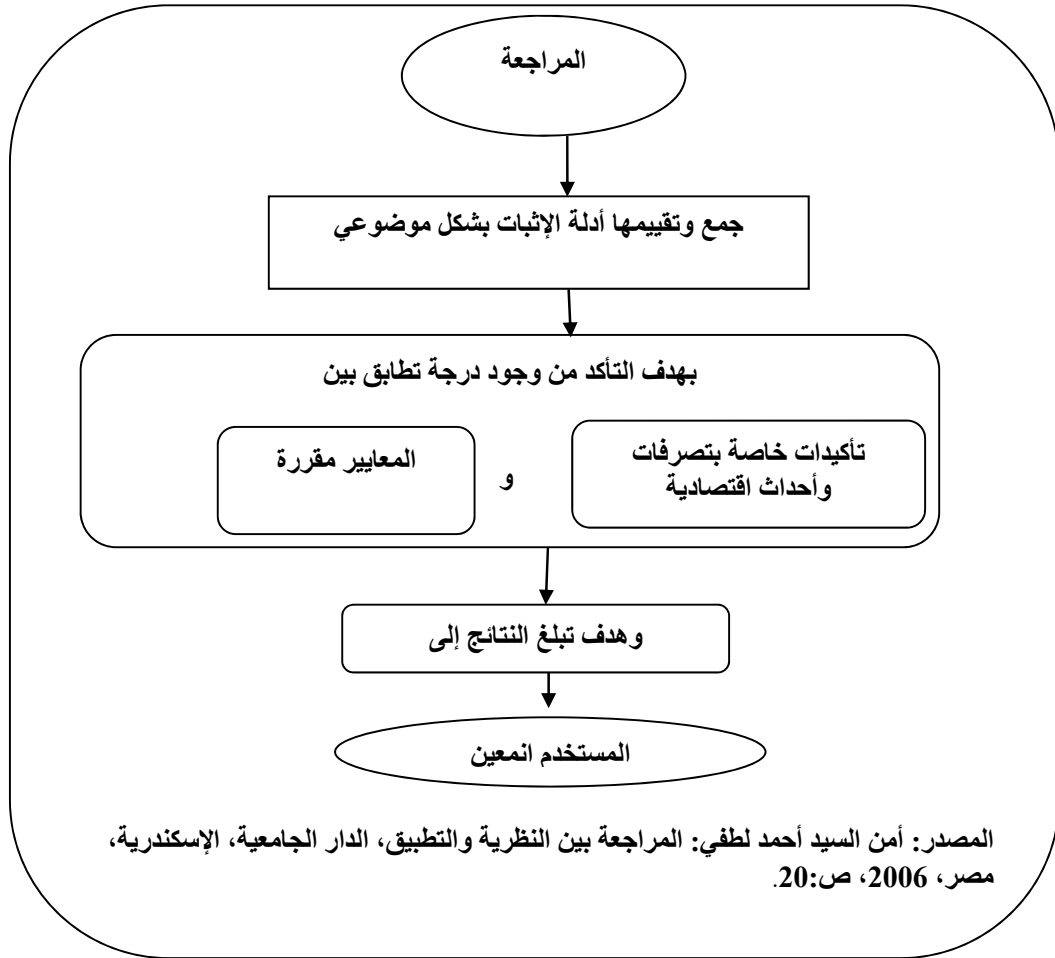 المراجعة
جمع وتقييمها أدلة الإثبات بشكل موضوعي
بهدف التأكد من وجود درجة تطابق بين
تأكيدات خاصة بتصرفات
وأحداث اقتصادية
و
المعايير مقررة
وهدف تبلغ النتائج إلى
المستخدم انمعين
المصدر: أمن السيد أحمد لطفي: المراجعة بين النظرية والتطبيق، الدار الجامعية، الإسكندرية،
مصر، 2006، ص:20.